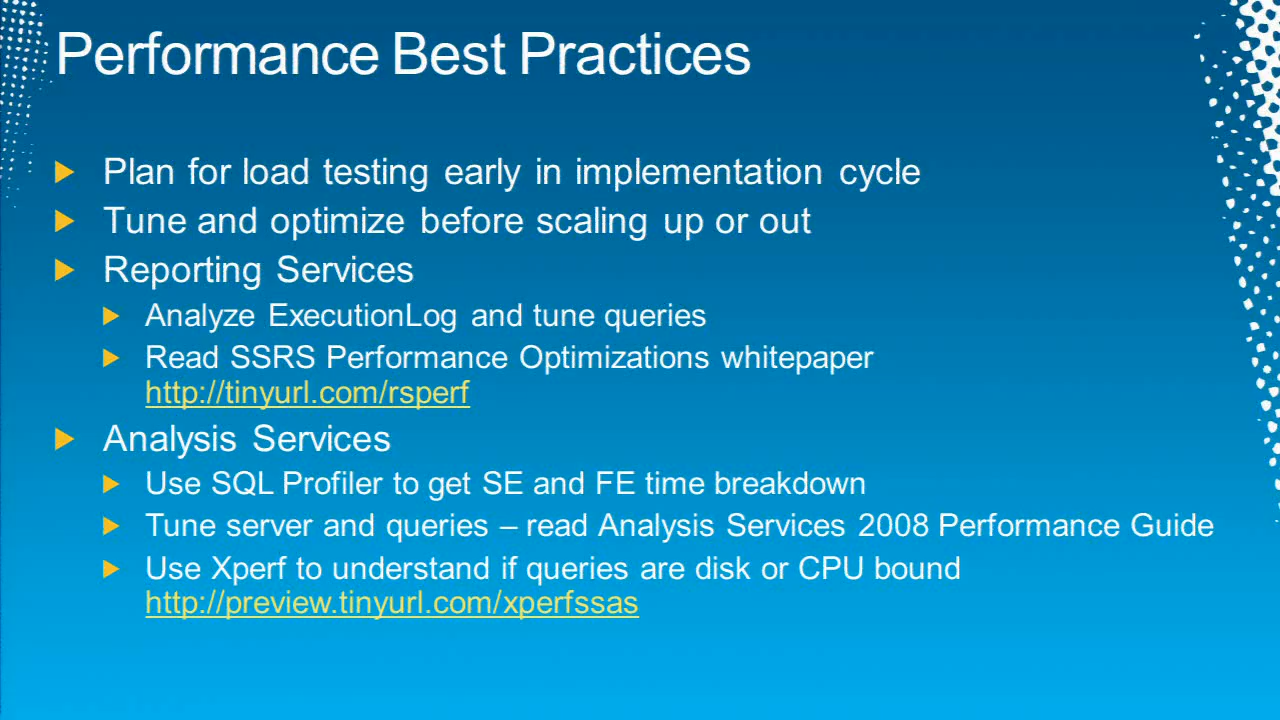 Performance Best Practices
Plan for load testing early in implementation cycle
Tune and optimize before scaling up or out
Reporting Services
Analyze ExecutionLog and tune queries
Read SSRS Performance Optimizations whitepaper
http://tinyurl.com/rsperf
Analysis Services
Use SQL Profiler to get SE and FE time breakdown
Tune server and queries – read Analysis Services 2008 Performance Guide
Use Xperf to understand if queries are disk or CPU bound
http://preview.tinyurl.com/xperfssas